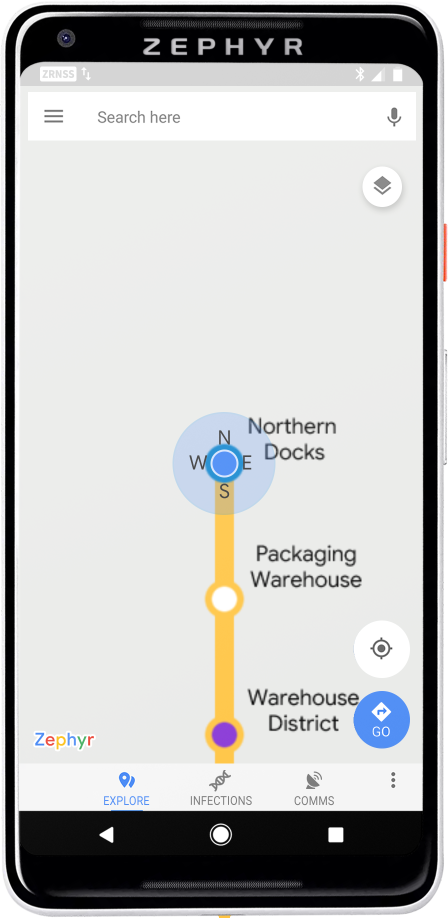 ZEPHYR
ZRNSS
Search here
Northern
Docks
N
W E
S
Packaging
Warehouse
Warehouse
District
GO
Zephyr
EXPLORE
INFECTIONS
COMMS